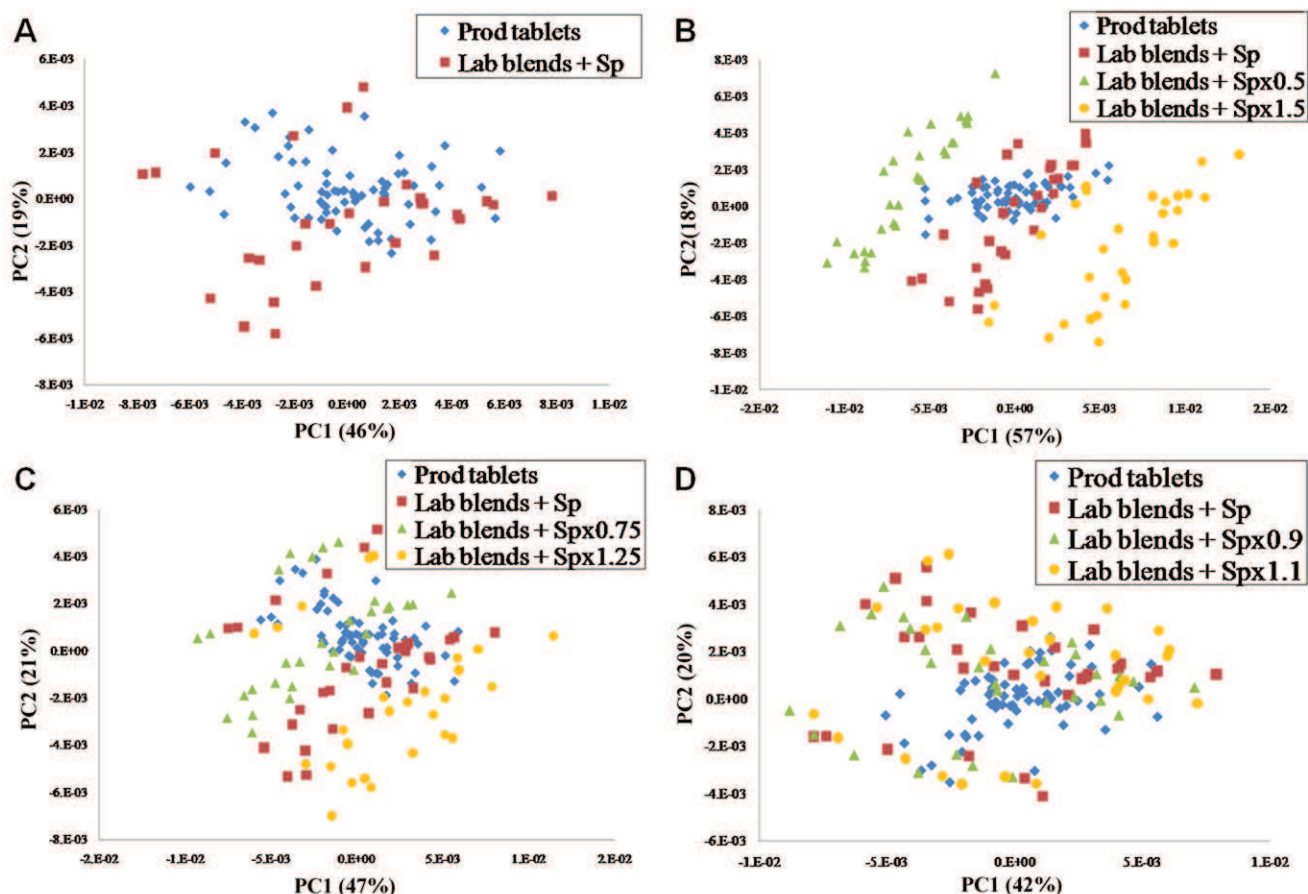 A
Prod tablets
Lab blends + Sp
6.E-03
4.E-03
2.E-03
0.E+00
-2.E-03
-4.E-03
-6.E-03
-8.E-03
PC2 (19%)
-1.E-02 -8.E-03 -6.E-03 -4.E-03 -2.E-03 0.E+00 2.E-03 4.E-03 6.E-03 8.E-03 1.E-02
PC1 (46%)
B
Prod tablets
Lab blends + Sp
Lab blends + Spx0.5
Lab blends + Spx1.5
8.E-03
6.E-03
4.E-03
2.E-03
0.E+00
-2.E-03
-4.E-03
-6.E-03
-8.E-03
-1.E-02
PC2(18%)
-2.E-02 -1.E-02 -5.E-03 0.E+00 5.E-03 1.E-02 2.E-02
PC1 (57%)
C
Prod tablets
Lab blends + Sp
Lab blends + Spx0.75
Lab blends + Spx1.25
6.E-03
4.E-03
2.E-03
0.E+00
-2.E-03
-4.E-03
-6.E-03
-8.E-03
PC2 (21%)
-2.E-02 -1.E-02 -5.E-03 0.E+00 5.E-03 1.E-02 2.E-02
PC1 (47%)
D
Prod tablets
Lab blends + Sp
Lab blends + Spx0.9
Lab blends + Spx1.1
8.E-03
6.E-03
4.E-03
2.E-03
0.E+00
-2.E-03
-4.E-03
-6.E-03
PC2 (20%)
-1.E-02 -5.E-03 0.E+00 5.E-03 1.E-02
PC1 (42%)